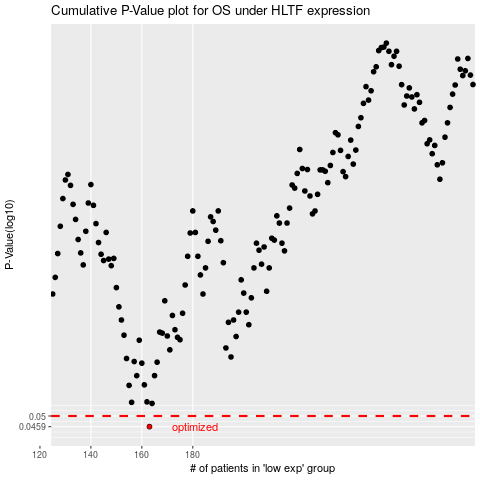 Cumulative P-Value plot for OS under HLTF expression
P-Value(log10)
0.05
0.0459
optimized
120 140 160 180
# of patients in 'low exp' group